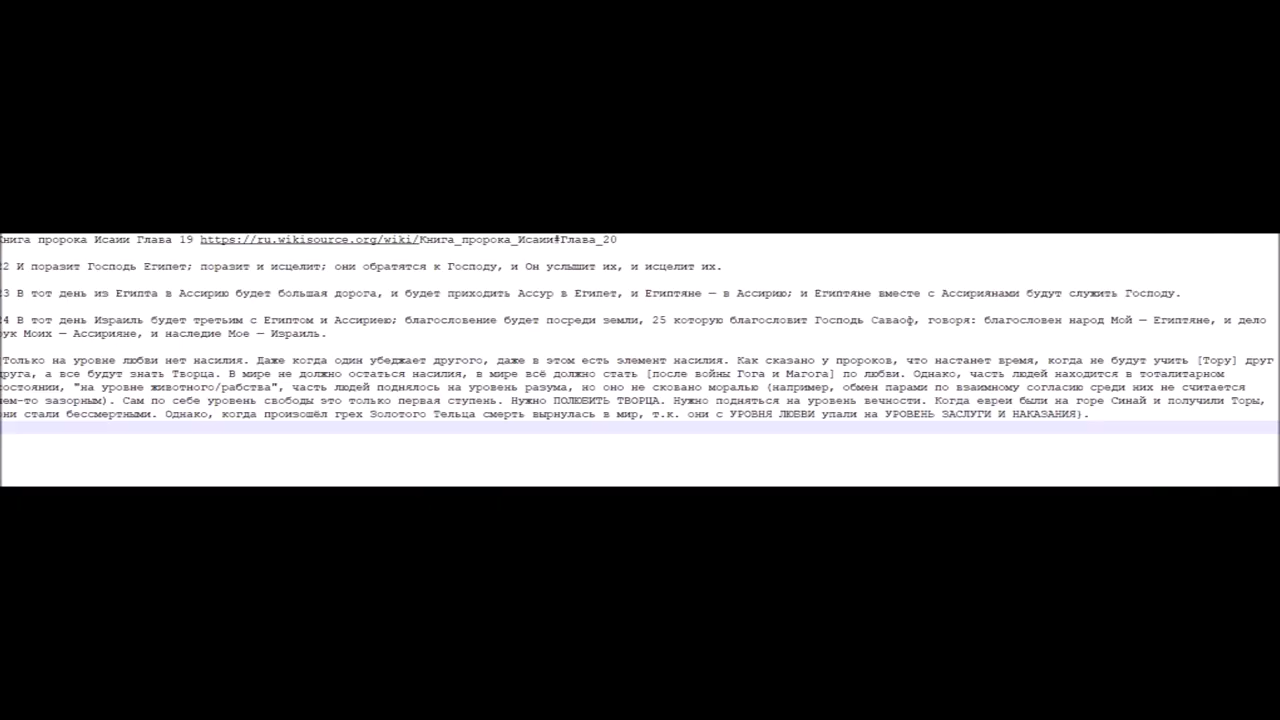 нига пророка Исаии Глава 19 https://ru.wikisource.org/wiki/Книга_пророка_Исаии#Глава_20
22 И поразит Господь Египет; поразит и исцелит; они обратятся к Господу, и Он услышит их, и исцелит их.
23 В тот день из Египта в Ассирию будет большая дорога, и будет приходить Ассур в Египет, и Египтяне — в Ассирию; и Египтяне вместе с Ассириянами будут служить Господу.
24 В тот день Израиль будет третьим с Египтом и Ассириею; благословение будет посреди земли, 25 которую благословит Господь Саваоф, говоря: благословен народ Мой — Египтяне, и дело
рук Моих — Ассирияне, и наследие Мое — Израиль.
Только на уровне любви нет насилия. Даже когда один убеджает другого, даже в этом есть элемент насилия. Как сказано у пророков, что настанет время, когда не будут учить [Тору] друг
друга, а все будут знать Творца. В мире не должно остаться насилия, в мире всё должно стать [после войны Гога и Магога] по любви. Однако, часть людей находится в тоталитарном
состоянии, "на уровне животного/рабства", часть людей поднялось на уровень разума, но оно не сковано моралью (например, обмен парами по взаимному согласию среди них не считается
чем-то зазорным). Сам по себе уровень свободы это только первая ступень. Нужно ПОЛЮБИТЬ ТВОРЦА. Нужно подняться на уровень вечности. Когда евреи были на горе Синай и получили Торы,
они стали бессмертными. Однако, когда произошёл грех Золотого Тельца смерть вырнулась в мир, т.к. они с УРОВНЯ ЛЮБВИ упали на УРОВЕНЬ ЗАСЛУГИ И НАКАЗАНИЯ).